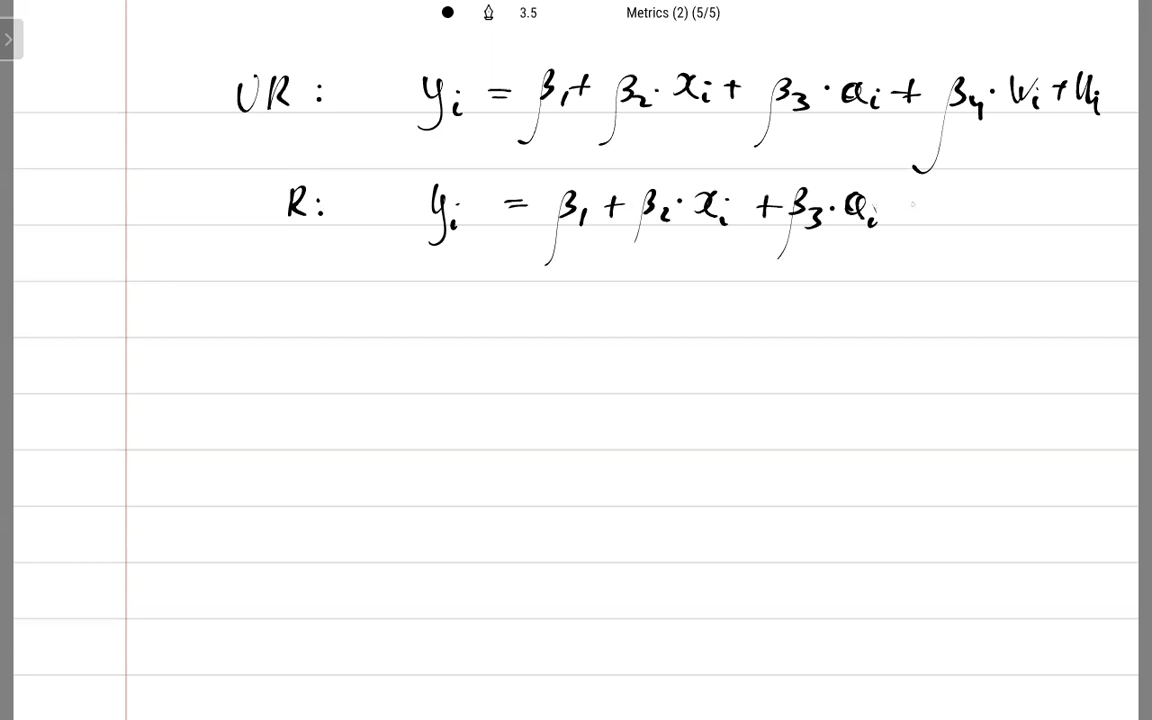 3.5 Metrics (2) (5/5)
UR: yᵢ = β₁ + β₂ · xᵢ + β₃ · aᵢ + β₄ · wᵢ + uᵢ
R: yᵢ = β₁ + β₂ · xᵢ + β₃ · aᵢ